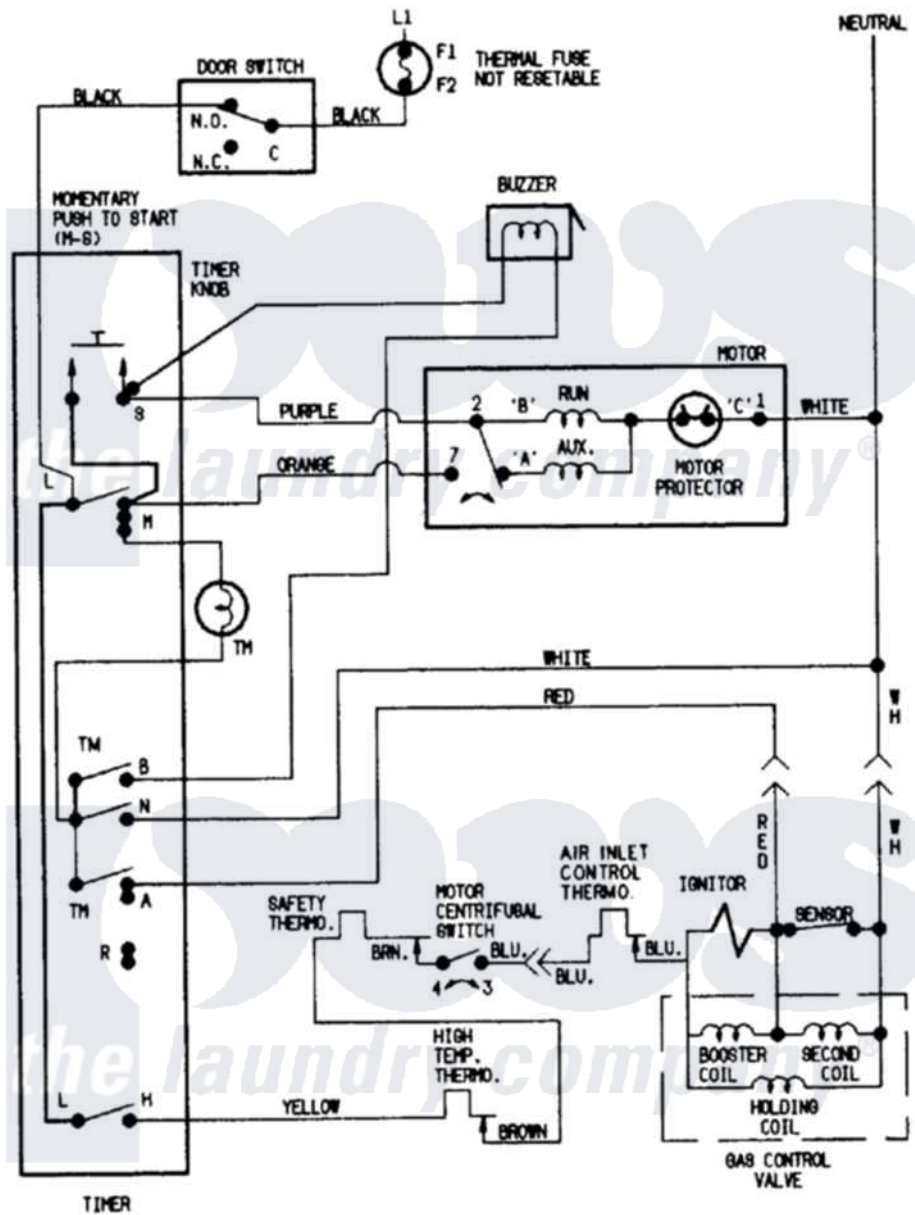 L1
NEUTRAL
F1
THERMAL FUSE
NOT RESETABLE
F2
DOOR SWITCH
BLACK
BLACK
N.O.
N.C.
C
BUZZER
MOMENTARY
PUSH TO START
(M-S)
TIMER
KNOB
S
MOTOR
PURPLE
2
'B'
RUN
'C'
1
WHITE
ORANGE
7
'A'
AUX.
MOTOR
PROTECTOR
L
M
the laundry company®
TM
WHITE
RED
WH
TM
B
N
TM
A
R
RED
WH
AIR INLET
CONTROL
THERMO.
IGNITOR
SAFETY
THERMO.
MOTOR
CENTRIFUGAL
SWITCH
SENSOR
BRN.
BLU.
BLU.
BLU.
4
3
HIGH
TEMP.
THERMO.
BOOSTER
COIL
SECOND
COIL
the laundry company®
L
H
YELLOW
BROWN
HOLDING
COIL
GAS CONTROL
VALVE
TIMER